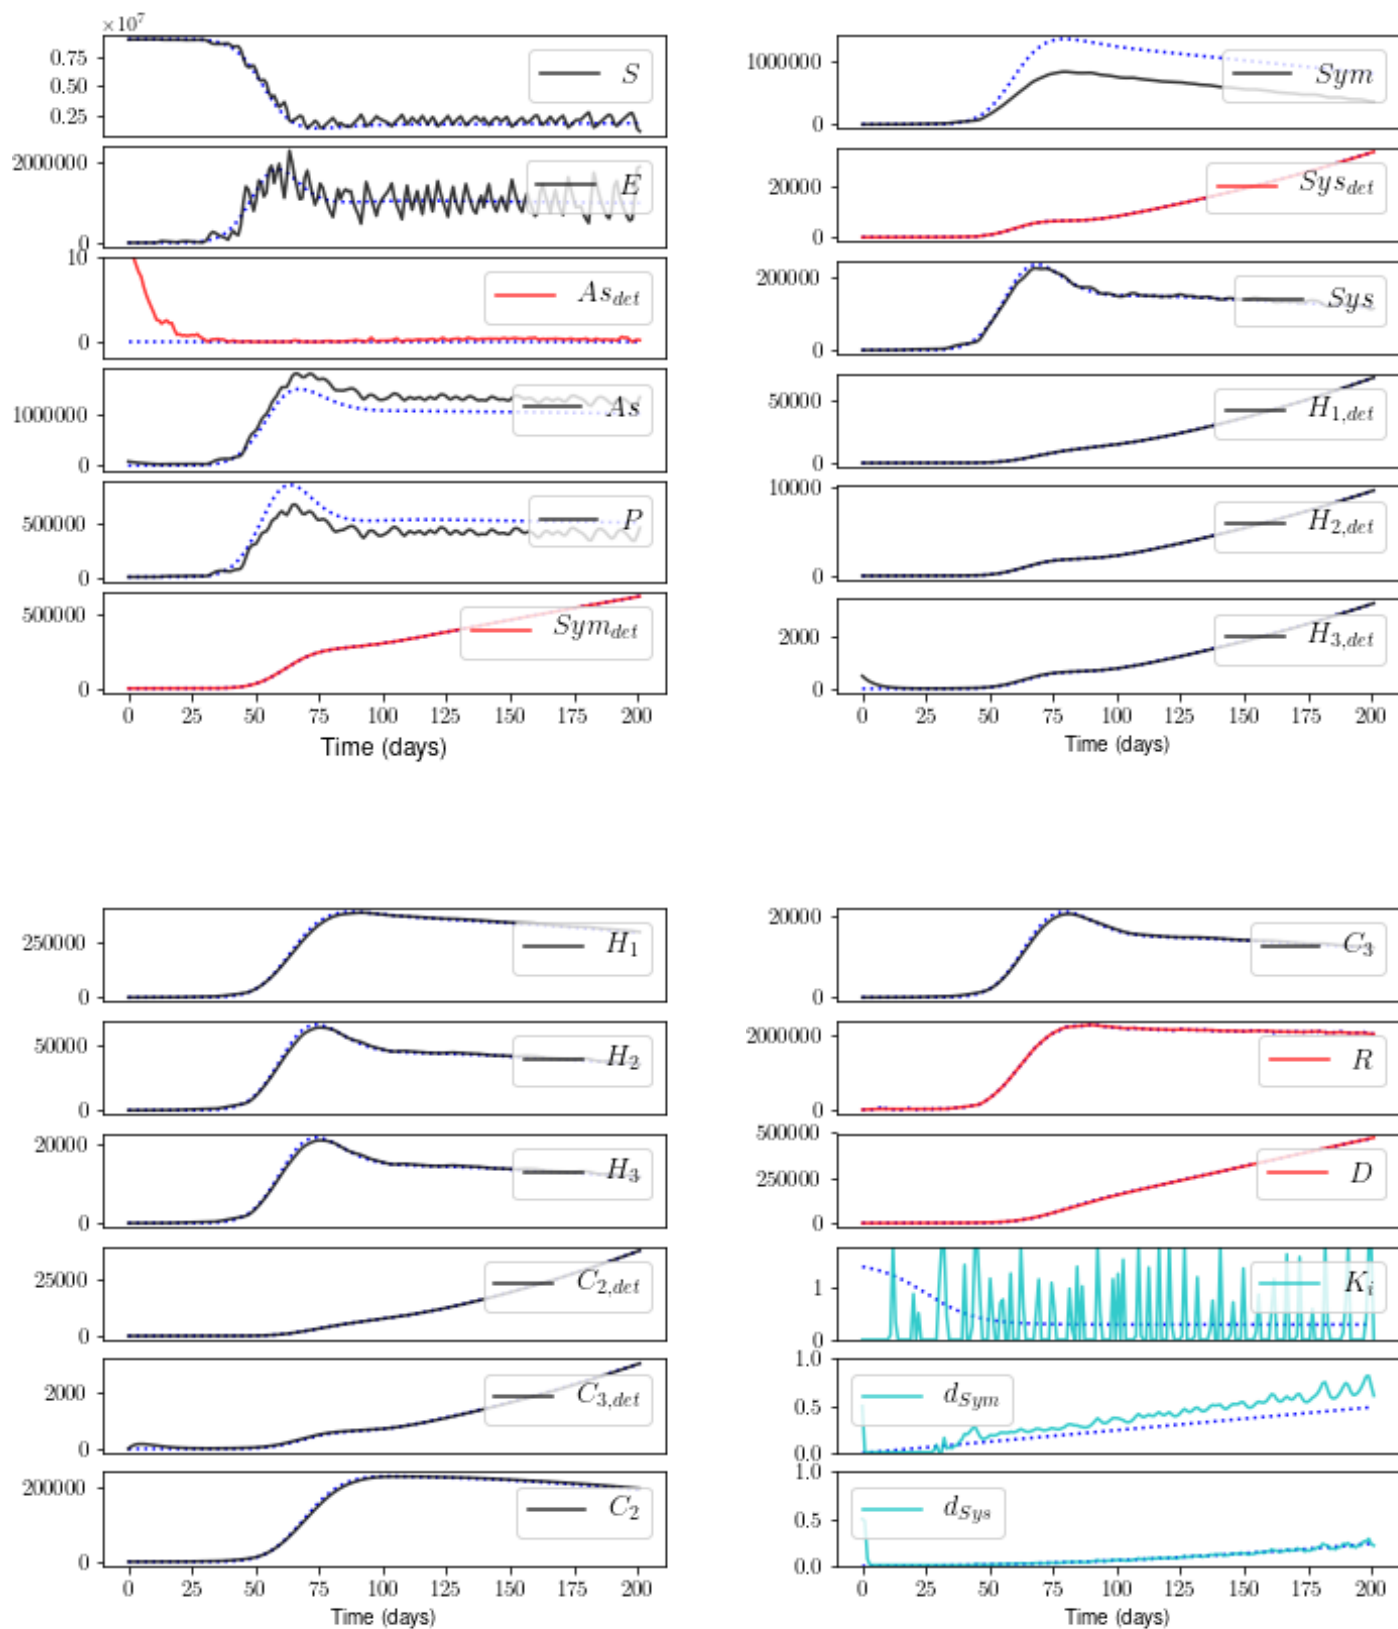 ×10⁷
0.75
0.50
0.25
S
2000000
0
E
10
0
As_det
1000000
0
As
500000
0
P
500000
0
Sym_det
0 25 50 75 100 125 150 175 200
Time (days)
1000000
0
Sym
20000
0
Sys_det
200000
0
Sys
50000
0
H_1,det
10000
0
H_2,det
2000
0
H_3,det
0 25 50 75 100 125 150 175 200
Time (days)
250000
0
H_1
50000
0
H_2
20000
0
H_3
25000
0
C_2,det
2000
0
C_3,det
200000
0
C_2
0 25 50 75 100 125 150 175 200
Time (days)
20000
0
C_3
2000000
0
R
500000
250000
0
D
1
0
K_i
1.0
0.5
0.0
d_Sym
1.0
0.5
0.0
d_Sys
0 25 50 75 100 125 150 175 200
Time (days)